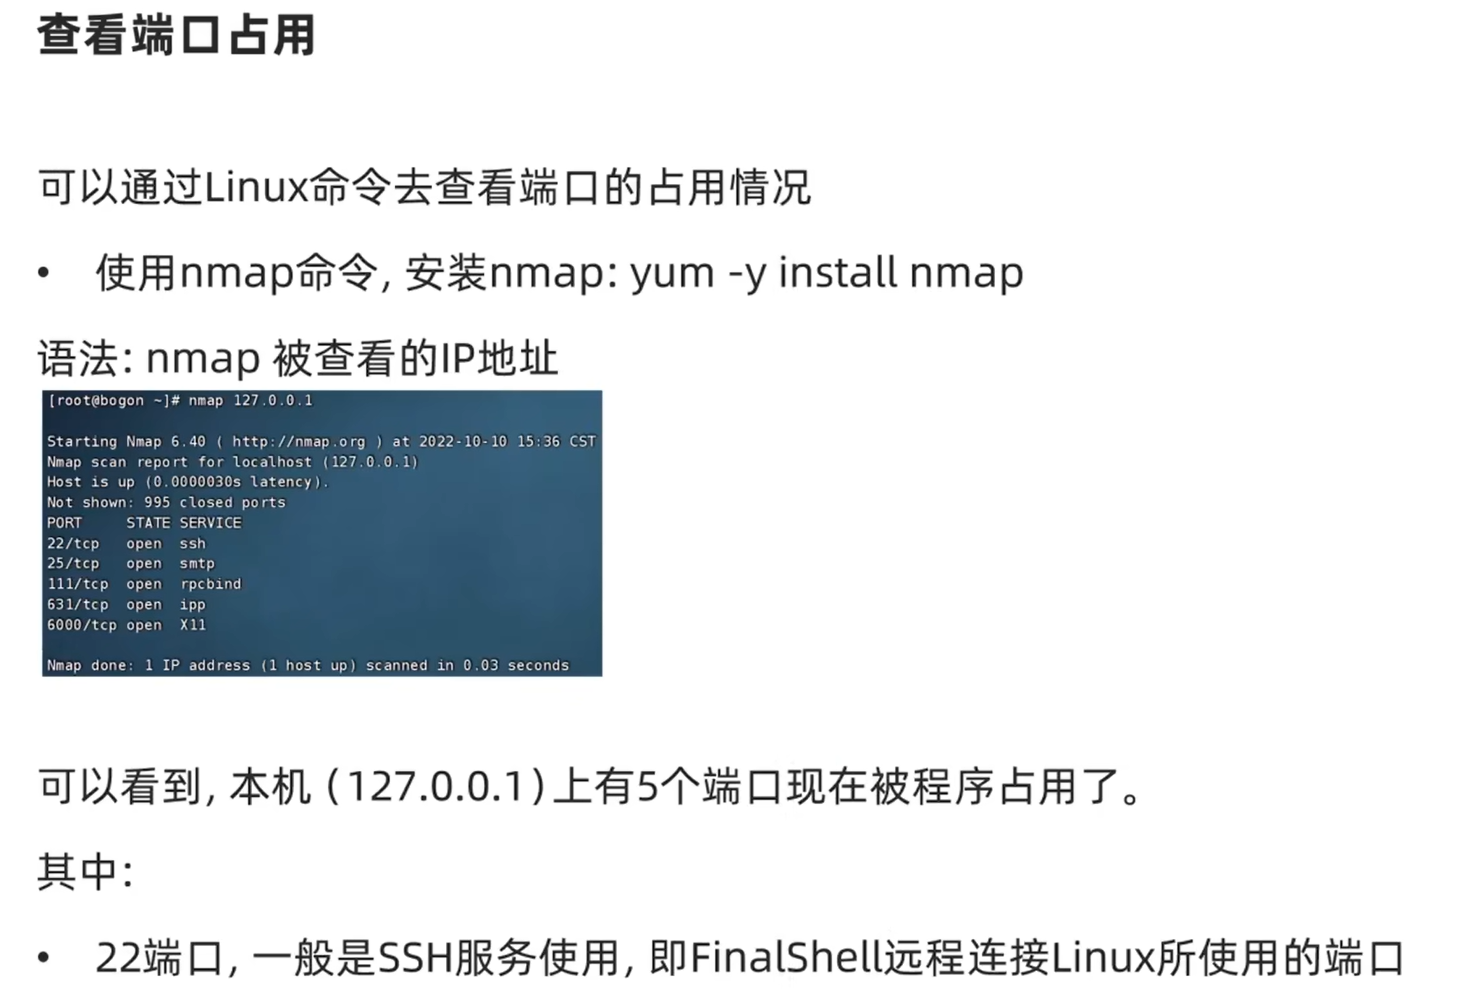 查看端口占用
可以通过Linux命令去查看端口的占用情况
• 使用nmap命令, 安装nmap: yum -y install nmap
语法: nmap 被查看的IP地址
[root@bogon ~]# nmap 127.0.0.1
Starting Nmap 6.40 ( http://nmap.org ) at 2022-10-10 15:36 CST
Nmap scan report for localhost (127.0.0.1)
Host is up (0.0000030s latency).
Not shown: 995 closed ports
PORT     STATE SERVICE
22/tcp   open  ssh
25/tcp   open  smtp
111/tcp  open  rpcbind
631/tcp  open  ipp
6000/tcp open  X11
Nmap done: 1 IP address (1 host up) scanned in 0.03 seconds
可以看到, 本机 (127.0.0.1) 上有5个端口现在被程序占用了。
其中:
• 22端口, 一般是SSH服务使用, 即FinalShell远程连接Linux所使用的端口